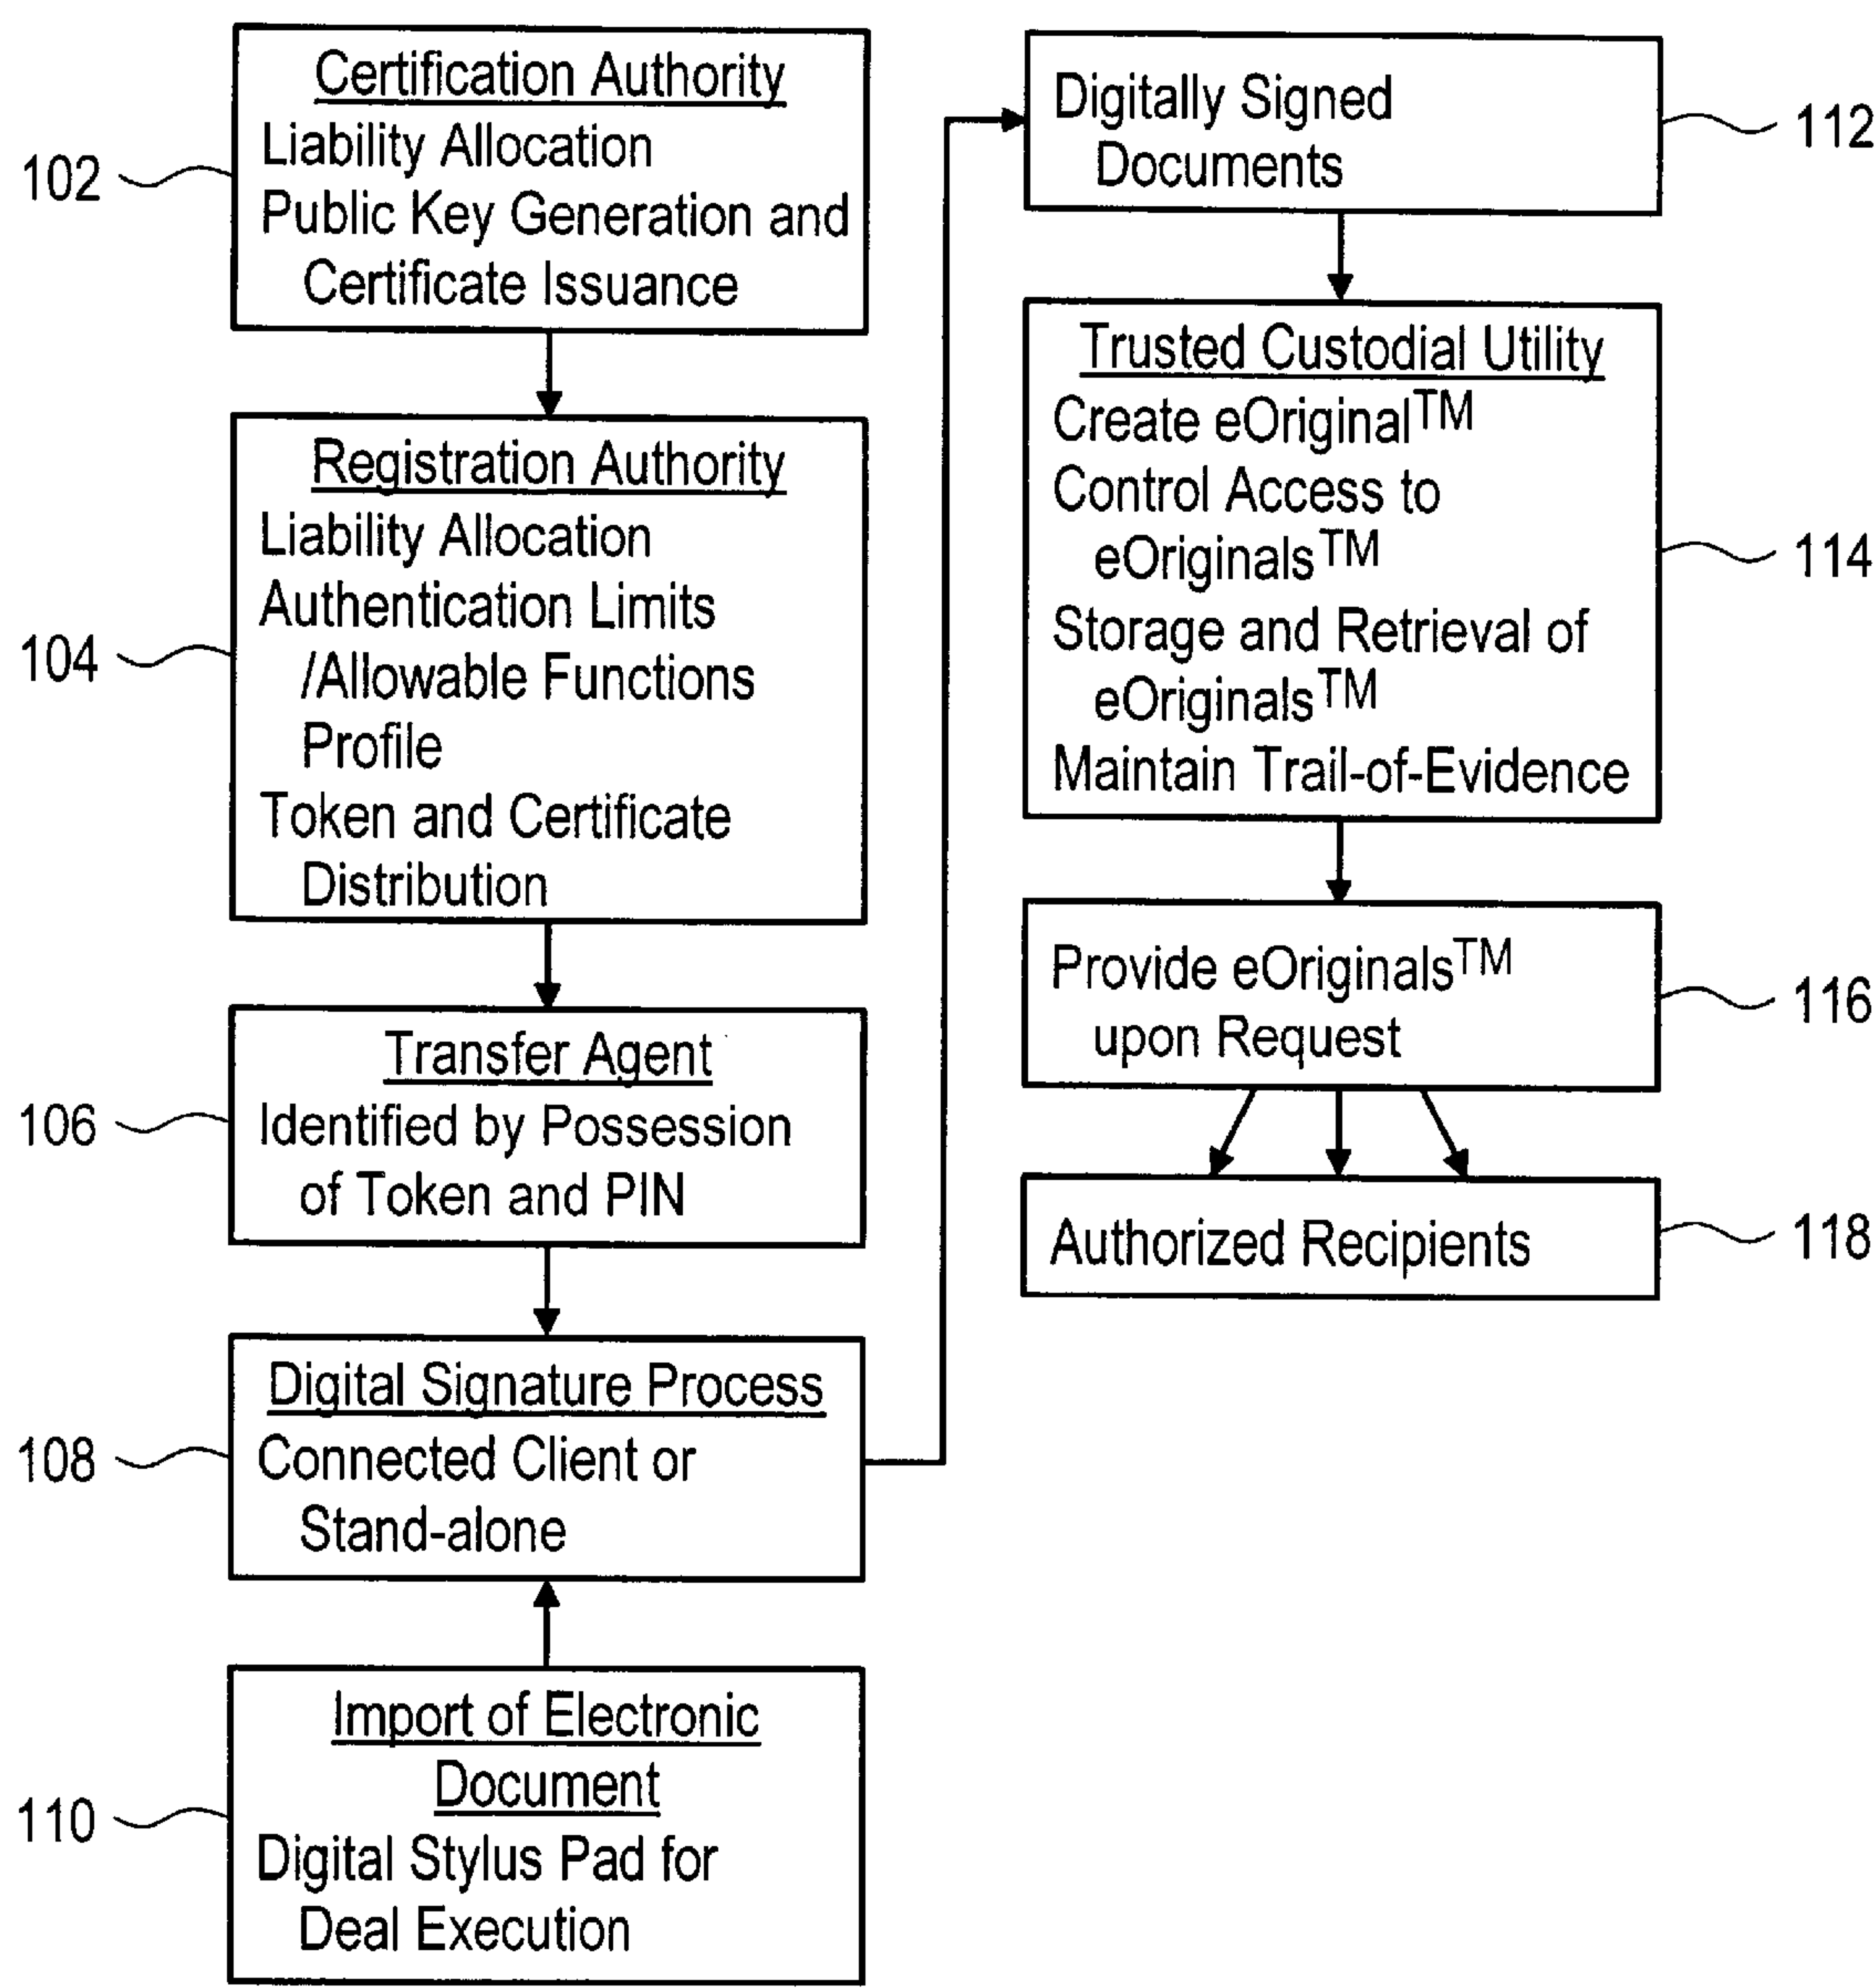 Certification Authority
Liability Allocation
Public Key Generation and
Certificate Issuance
102
Registration Authority
Liability Allocation
Authentication Limits
/Allowable Functions
Profile
Token and Certificate
Distribution
104
Transfer Agent
Identified by Possession
of Token and PIN
106
Digital Signature Process
Connected Client or
Stand-alone
108
Import of Electronic
Document
Digital Stylus Pad for
Deal Execution
110
Digitally Signed
Documents
112
Trusted Custodial Utility
Create eOriginal™
Control Access to
eOriginals™
Storage and Retrieval of
eOriginals™
Maintain Trail-of-Evidence
114
Provide eOriginals™
upon Request
116
Authorized Recipients
118